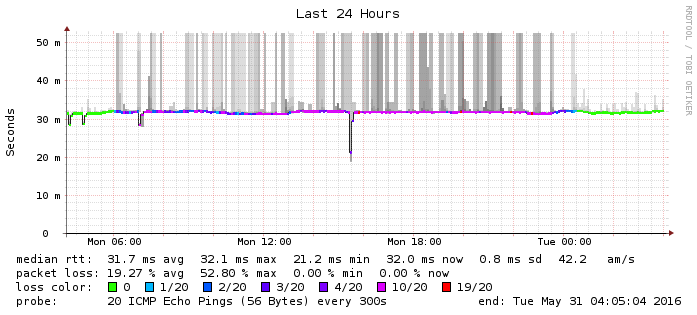 Last 24 Hours
RRDTOOL / TOBI OETIKER
Seconds
50 m
40 m
30 m
20 m
10 m
0
Mon 06:00 Mon 12:00 Mon 18:00 Tue 00:00
median rtt: 31.7 ms avg 32.1 ms max 21.2 ms min 32.0 ms now 0.8 ms sd 42.2 am/s
packet loss: 19.27 % avg 52.80 % max 0.00 % min 0.00 % now
loss color: 0 1/20 2/20 3/20 4/20 10/20 19/20
probe: 20 ICMP Echo Pings (56 Bytes) every 300s end: Tue May 31 04:05:04 2016